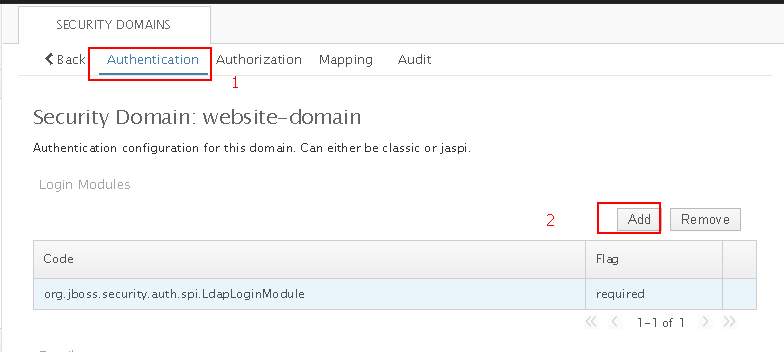 SECURITY DOMAINS
Back Authentication Authorization Mapping Audit
1
Security Domain: website-domain
Authentication configuration for this domain. Can either be classic or jaspi.
Login Modules
2 Add Remove
Code Flag
org.jboss.security.auth.spi.LdapLoginModule required
1-1 of 1